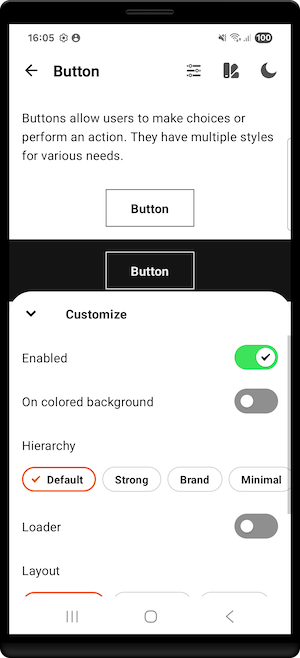 16:05
100
Button
Buttons allow users to make choices or
perform an action. They have multiple styles
for various needs.
Button
Button
Customize
Enabled
On colored background
Hierarchy
Default Strong Brand Minimal
Loader
Layout